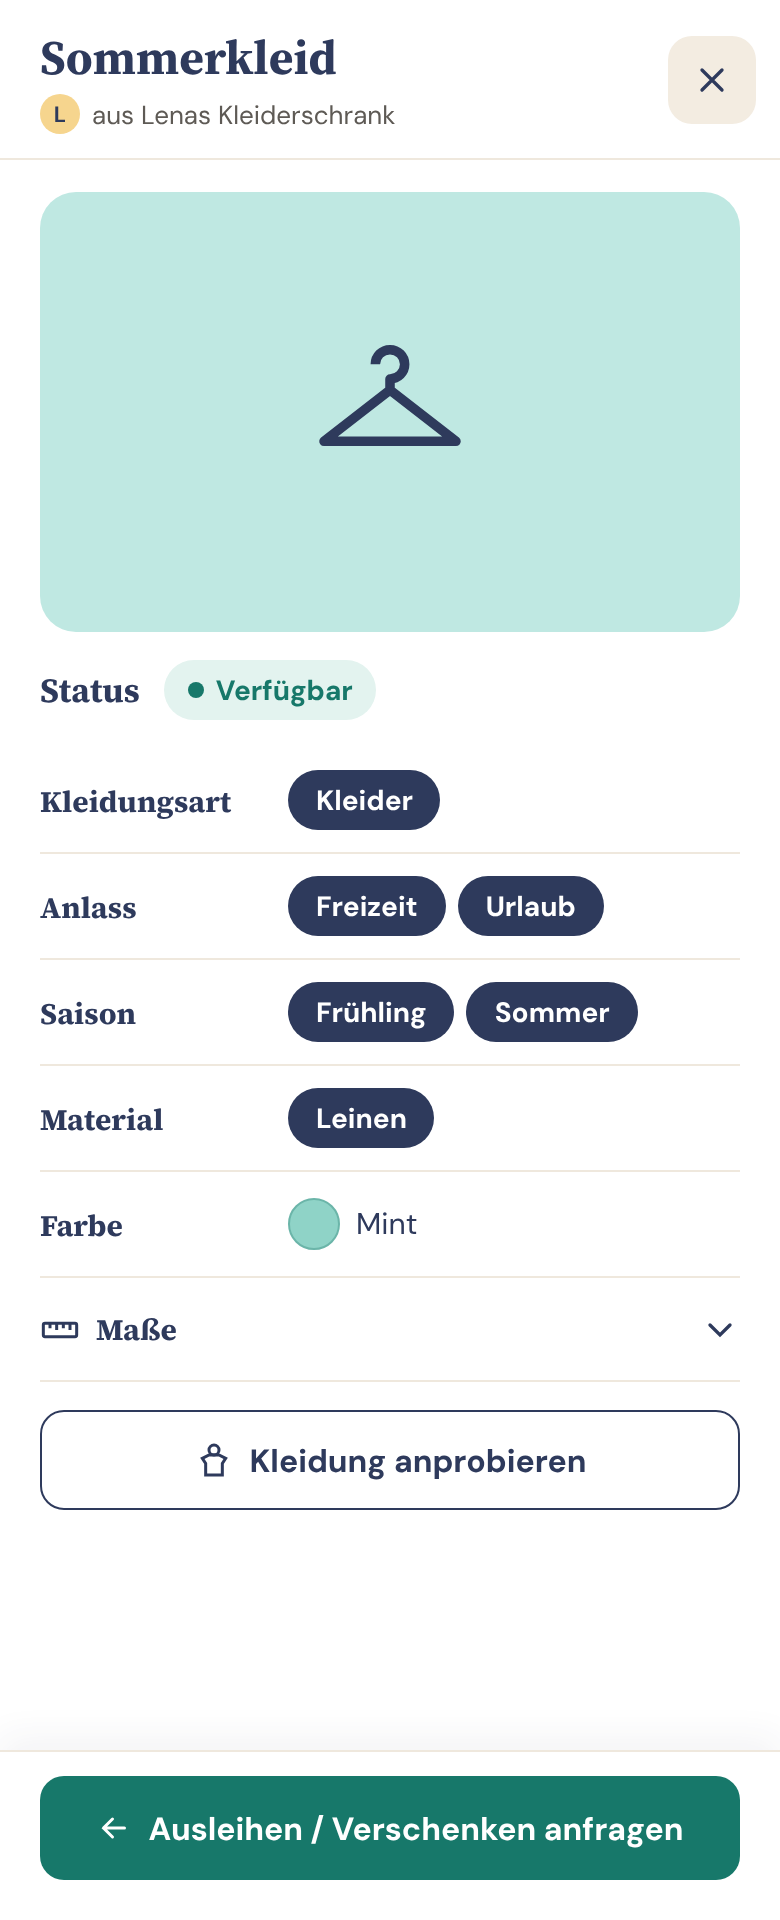 Sommerkleid
L aus Lenas Kleiderschrank
Status Verfügbar
Kleidungsart Kleider
Anlass Freizeit Urlaub
Saison Frühling Sommer
Material Leinen
Farbe Mint
Maße
Kleidung anprobieren
Ausleihen / Verschenken anfragen